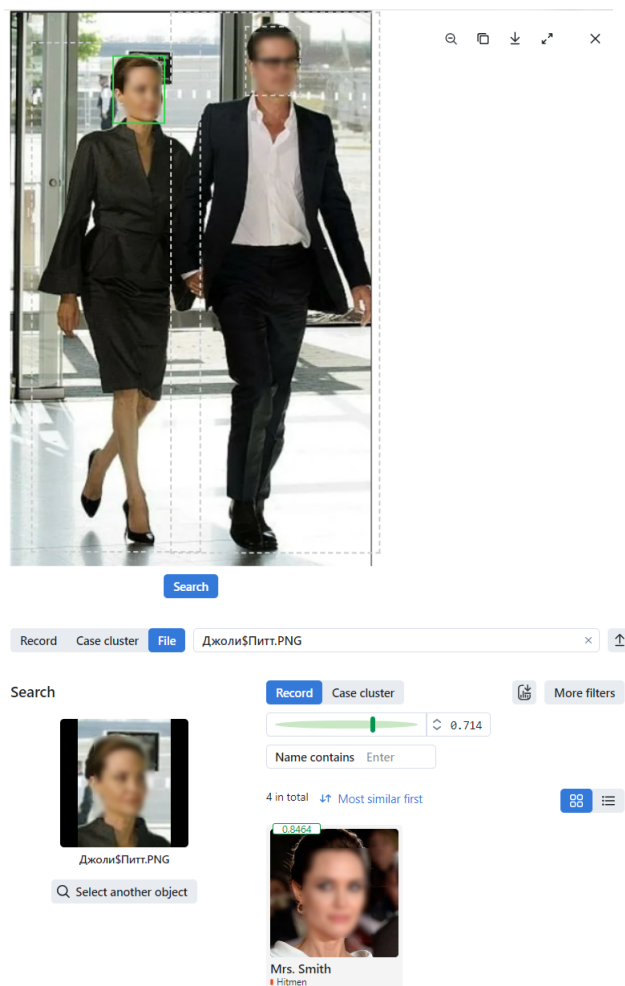 Search
Record Case cluster File Джоли$Питт.PNG
Search
Record Case cluster More filters
0.714
Name contains Enter
4 in total Most similar first
0.8464
Джоли$Питт.PNG
Select another object
Mrs. Smith
Hitmen